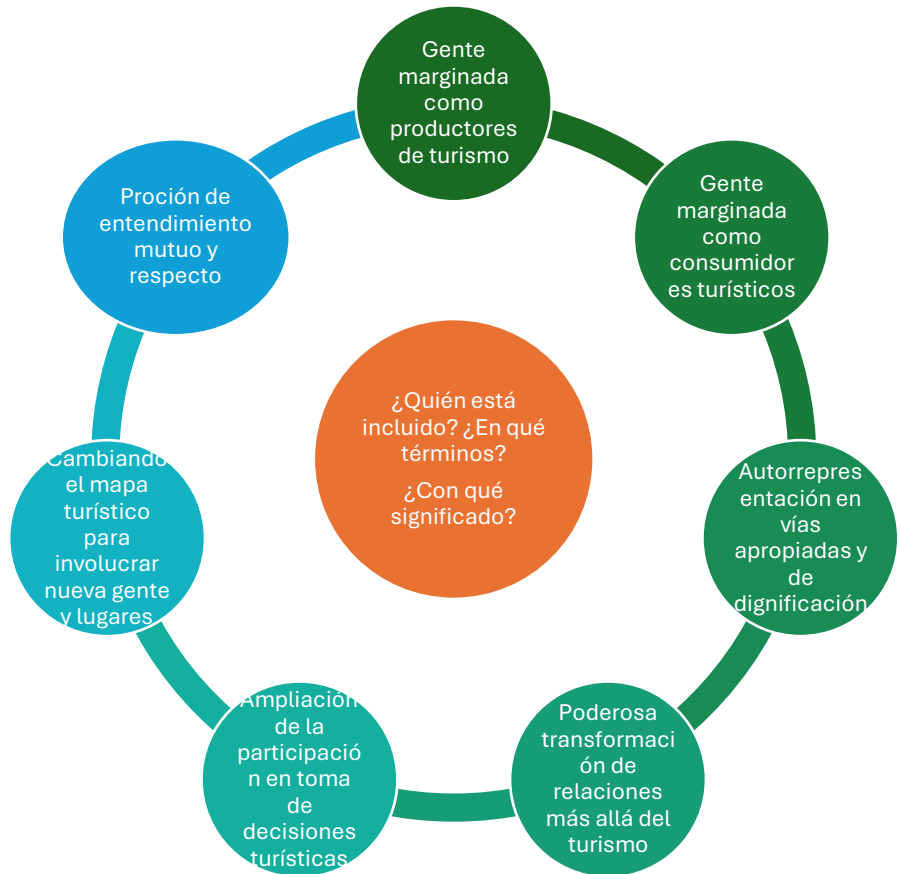 Gente
marginada
como
productores
de turismo
Gente
marginada
como
consumidor
es turísticos
Autorrepres
entación en
vías
apropiadas y
de
dignificación
Poderosa
transformaci
ón de
relaciones
más allá del
turismo
Ampliación
de la
participació
n en toma
de
decisiones
turísticas
Cambiando
el mapa
turístico
para
involucrar
nueva gente
y lugares
Proción de
entendimiento
mutuo y
respecto
¿Quién está
incluido? ¿En qué
términos?
¿Con qué
significado?